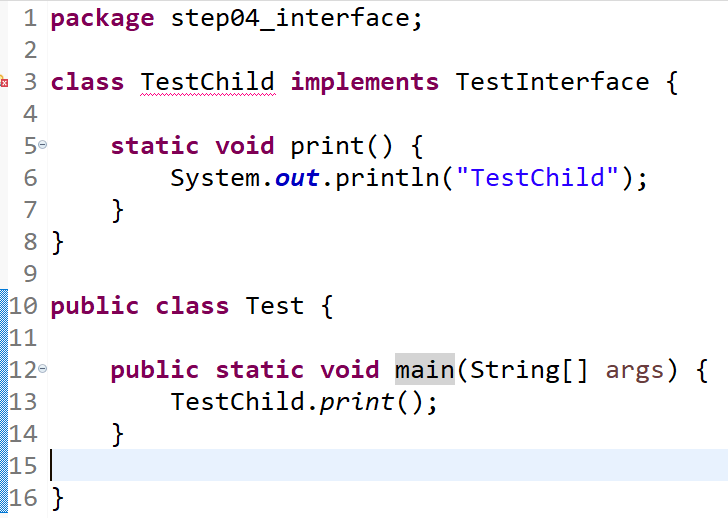 1 package step04_interface;
2
3 class TestChild implements TestInterface {
4
5 static void print() {
6 System.out.println("TestChild");
7 }
8 }
9
10 public class Test {
11
12 public static void main(String[] args) {
13 TestChild.print();
14 }
15
16 }